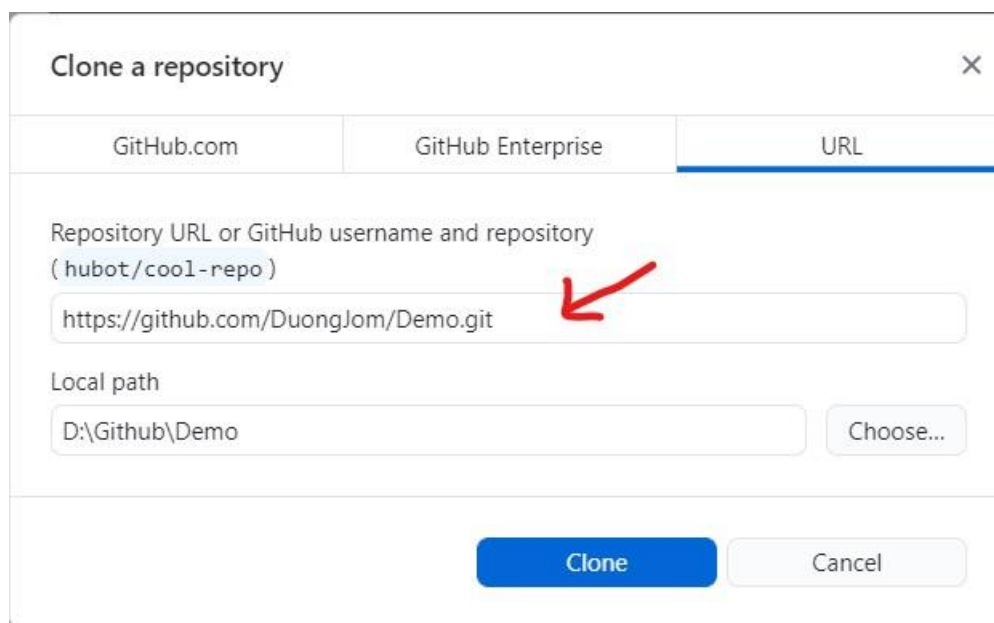 Clone a repository
GitHub.com GitHub Enterprise URL
Repository URL or GitHub username and repository
(hubot/cool-repo)
https://github.com/DuongJom/Demo.git
Local path
D:\Github\Demo Choose...
Clone Cancel